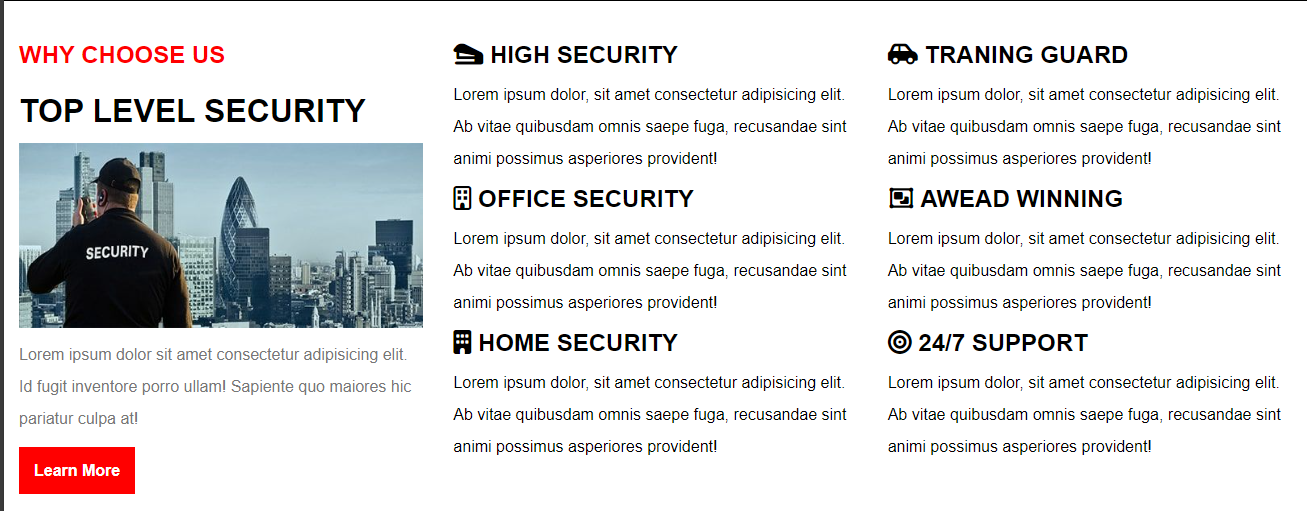 WHY CHOOSE US
TOP LEVEL SECURITY
SECURITY
Lorem ipsum dolor sit amet consectetur adipisicing elit.
Id fugit inventore porro ullam! Sapiente quo maiores hic
pariatur culpa at!
Learn More
HIGH SECURITY
Lorem ipsum dolor, sit amet consectetur adipisicing elit.
Ab vitae quibusdam omnis saepe fuga, recusandae sint
animi possimus asperiores provident!
OFFICE SECURITY
Lorem ipsum dolor, sit amet consectetur adipisicing elit.
Ab vitae quibusdam omnis saepe fuga, recusandae sint
animi possimus asperiores provident!
HOME SECURITY
Lorem ipsum dolor, sit amet consectetur adipisicing elit.
Ab vitae quibusdam omnis saepe fuga, recusandae sint
animi possimus asperiores provident!
TRANING GUARD
Lorem ipsum dolor, sit amet consectetur adipisicing elit.
Ab vitae quibusdam omnis saepe fuga, recusandae sint
animi possimus asperiores provident!
AWEAD WINNING
Lorem ipsum dolor, sit amet consectetur adipisicing elit.
Ab vitae quibusdam omnis saepe fuga, recusandae sint
animi possimus asperiores provident!
24/7 SUPPORT
Lorem ipsum dolor, sit amet consectetur adipisicing elit.
Ab vitae quibusdam omnis saepe fuga, recusandae sint
animi possimus asperiores provident!